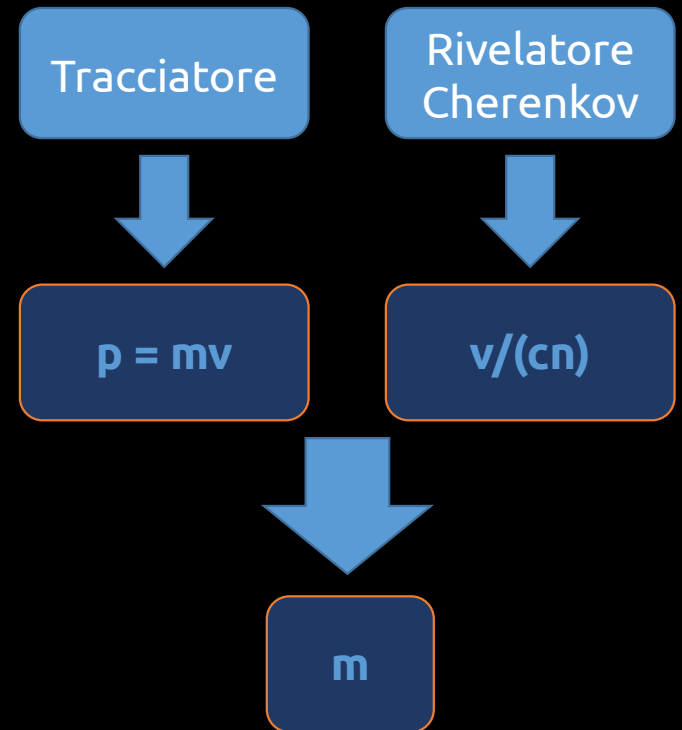 Tracciatore
Rivelatore
Cherenkov
p = mv
v/(cn)
m